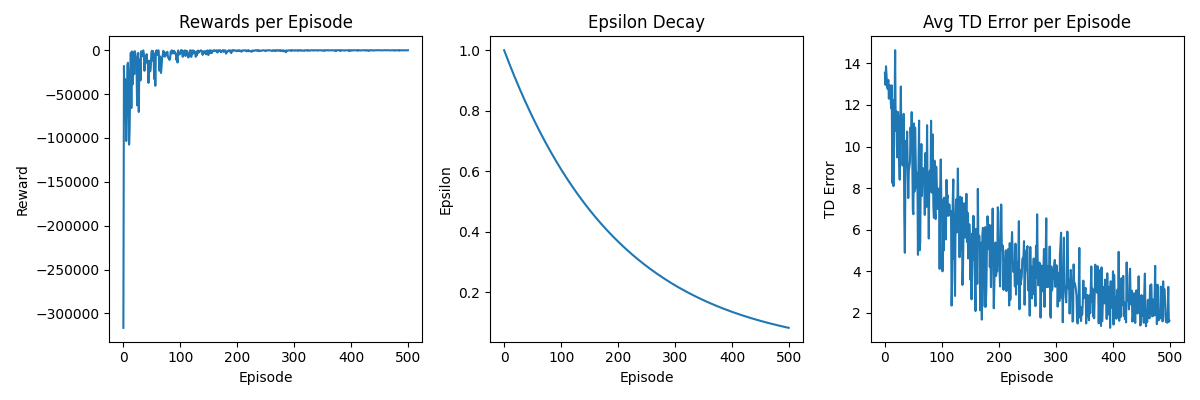 Rewards per Episode
0
−50000
−100000
−150000
−200000
−250000
−300000
Reward
0 100 200 300 400 500
Episode
Epsilon Decay
1.0
0.8
0.6
0.4
0.2
Epsilon
0 100 200 300 400 500
Episode
Avg TD Error per Episode
14
12
10
8
6
4
2
TD Error
0 100 200 300 400 500
Episode